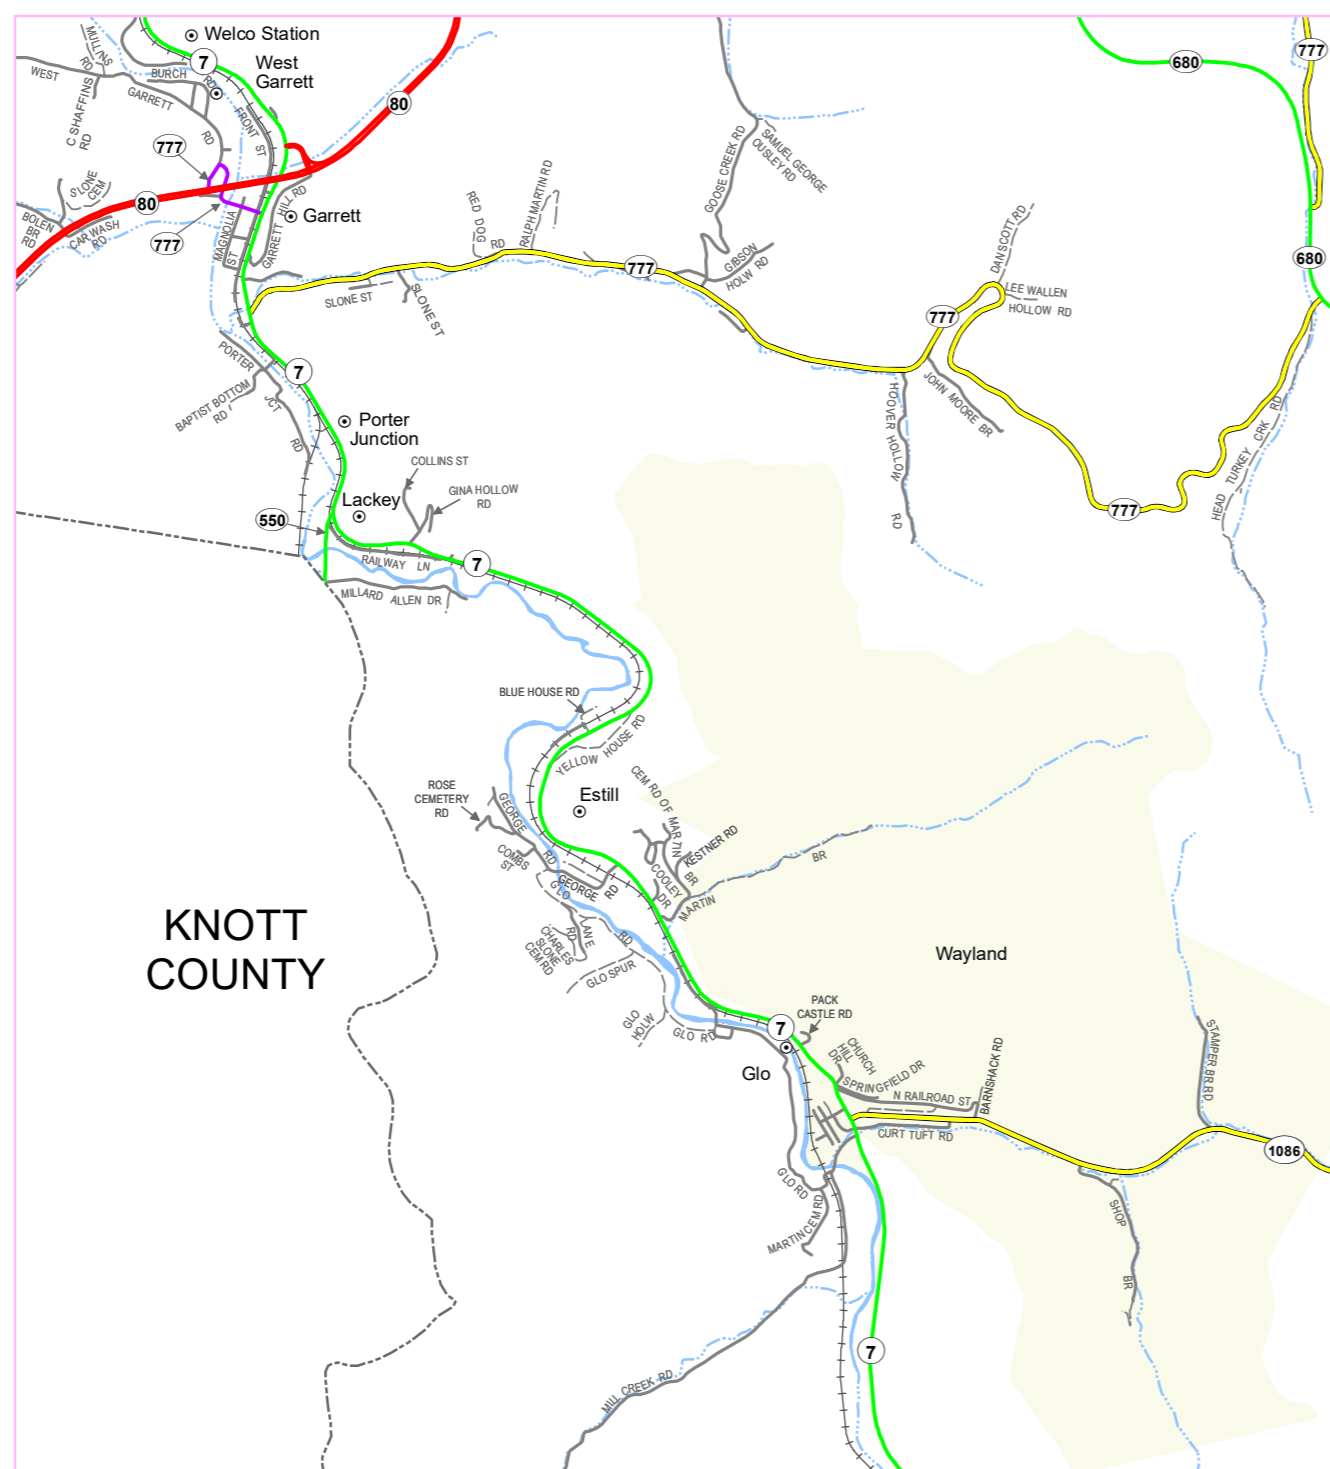 Welco Station
MULLINS
RD
7
West
Garrett
WEST
BURCH
RD
GARRETT
RD
C SHAFFINS
RD
FRONT ST
80
777
777
680
777
SLONE
CEM
80
BOLEN
BR
RD
CAR WASH
RD
777
MAGNOLIA
ST
GARRETT HILL RD
Garrett
RED DOG
RD
RALPH MARTIN RD
GOOSE CREEK RD
SAMUEL GEORGE
OUSLEY RD
GIBSON
HOLW RD
777
DAN SCOTT RD
LEE WALLEN
HOLLOW RD
777
680
SLONE ST
SLONE ST
PORTER
JCT
RD
BAPTIST BOTTOM
RD
7
Porter
Junction
HOOVER HOLLOW
RD
JOHN MOORE BR
HEAD TURKEY CRK RD
777
COLLINS ST
GINA HOLLOW
RD
Lackey
550
RAILWAY LN
7
MILLARD ALLEN DR
BLUE HOUSE RD
YELLOW HOUSE RD
Estill
ROSE
CEMETERY
RD
GEORGE
RD
COMBS
ST
GEORGE RD
CEM RD OF MARTIN
BR
KESTNER RD
COOLEY
DR
MARTIN
BR
GLO
RD
LANE
RD
CHARLES
SLONE
CEM RD
GLO SPUR
GLO
HOLW
GLO RD
KNOTT
COUNTY
Wayland
7
PACK
CASTLE RD
Glo
CHURCH
HILL
DR
SPRINGFIELD DR
N RAILROAD ST
BARNSHACK RD
CURT TUFT RD
STAMPER BR RD
1086
GLO RD
MARTIN CEM RD
SHOP
BR
7
MILL CREEK RD